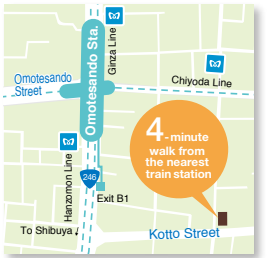 Omotesando Sta.
Ginza Line
Chiyoda Line
Omotesando
Street
4-minute
walk from
the nearest
train station
Hanzomon Line
246
Exit B1
To Shibuya
Kotto Street